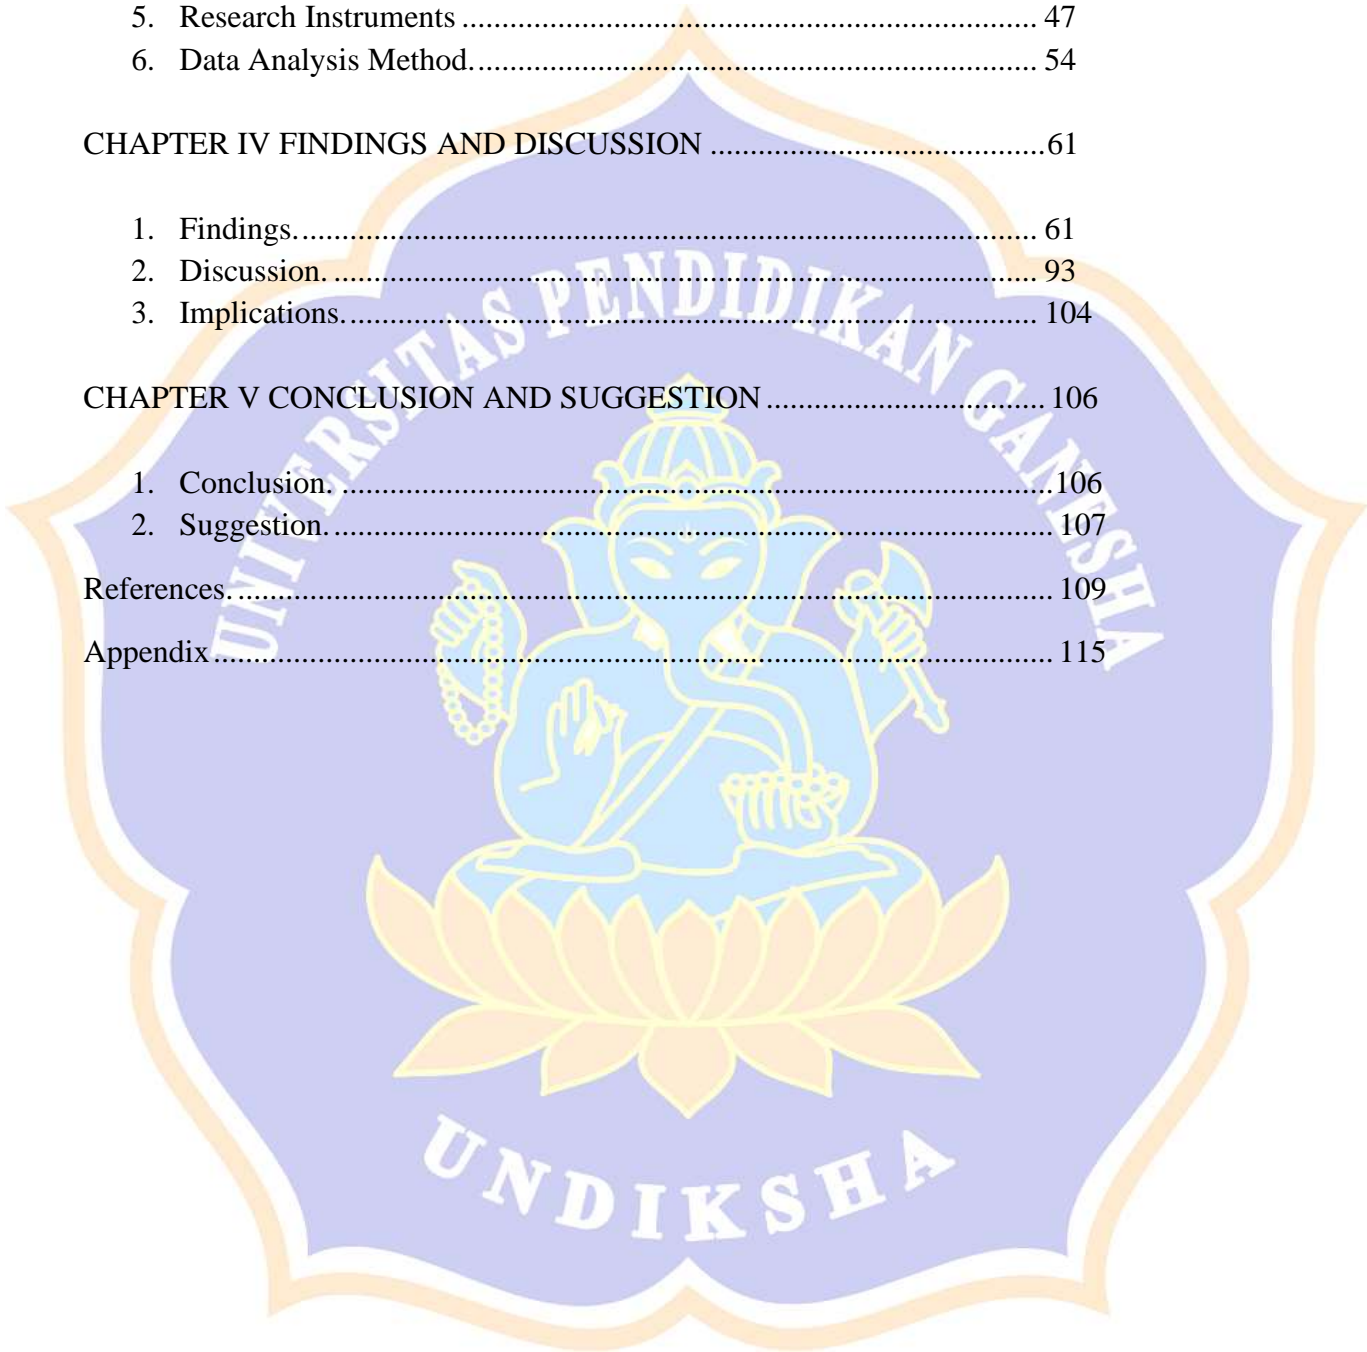 5. Research Instruments ........................................................................ 47
6. Data Analysis Method. ...................................................................... 54
CHAPTER IV FINDINGS AND DISCUSSION .......................................... 61
1. Findings. ............................................................................................ 61
2. Discussion. ........................................................................................ 93
3. Implications. ...................................................................................... 104
CHAPTER V CONCLUSION AND SUGGESTION ................................... 106
1. Conclusion. ......................................................................................... 106
2. Suggestion. .......................................................................................... 107
References. ...................................................................................................... 109
Appendix ......................................................................................................... 115
UNIVERSITAS PENDIDIKAN GANESHA
UNDIKSHA